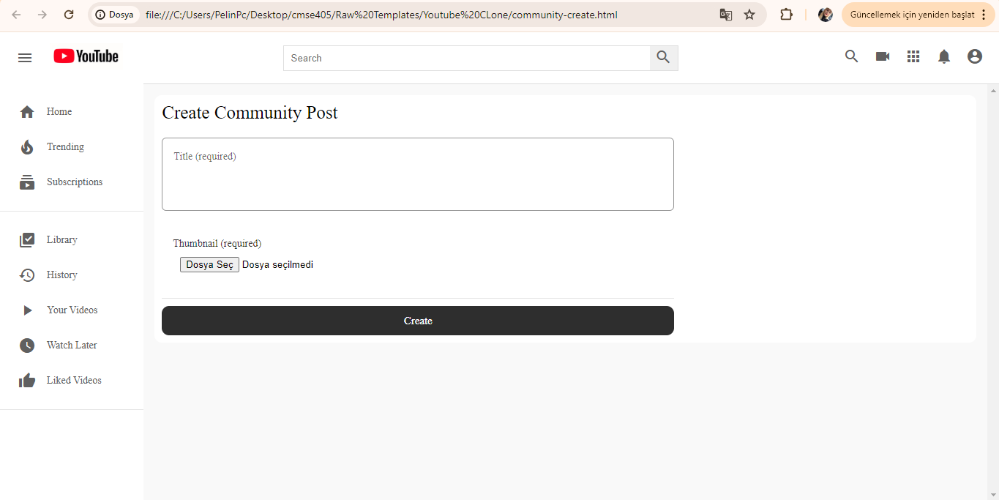 Dosya
file:///C:/Users/PelinPc/Desktop/cmse405/Raw%20Templates/Youtube%20CLone/community-create.html
Güncellemek için yeniden başlat
YouTube
Search
Home
Trending
Subscriptions
Library
History
Your Videos
Watch Later
Liked Videos
Create Community Post
Title (required)
Thumbnail (required)
Dosya Seç Dosya seçilmedi
Create